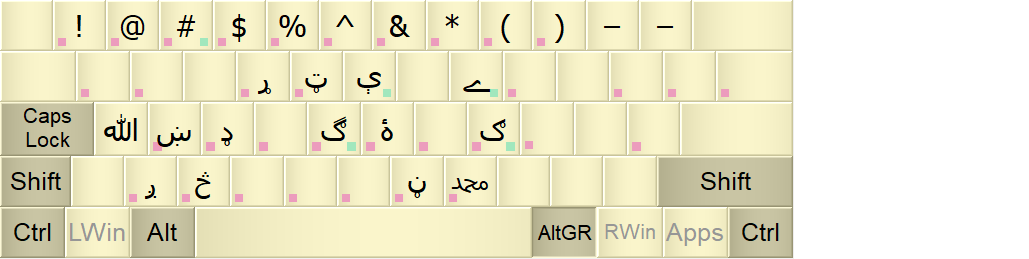 ! @ # $ % ^ & * ( ) – –
ړ ټ ې ے
Caps Lock ﷲ ښ ډ گ ۀ ګ
Shift ږ څ ڼ محمد Shift
Ctrl LWin Alt AltGR RWin Apps Ctrl